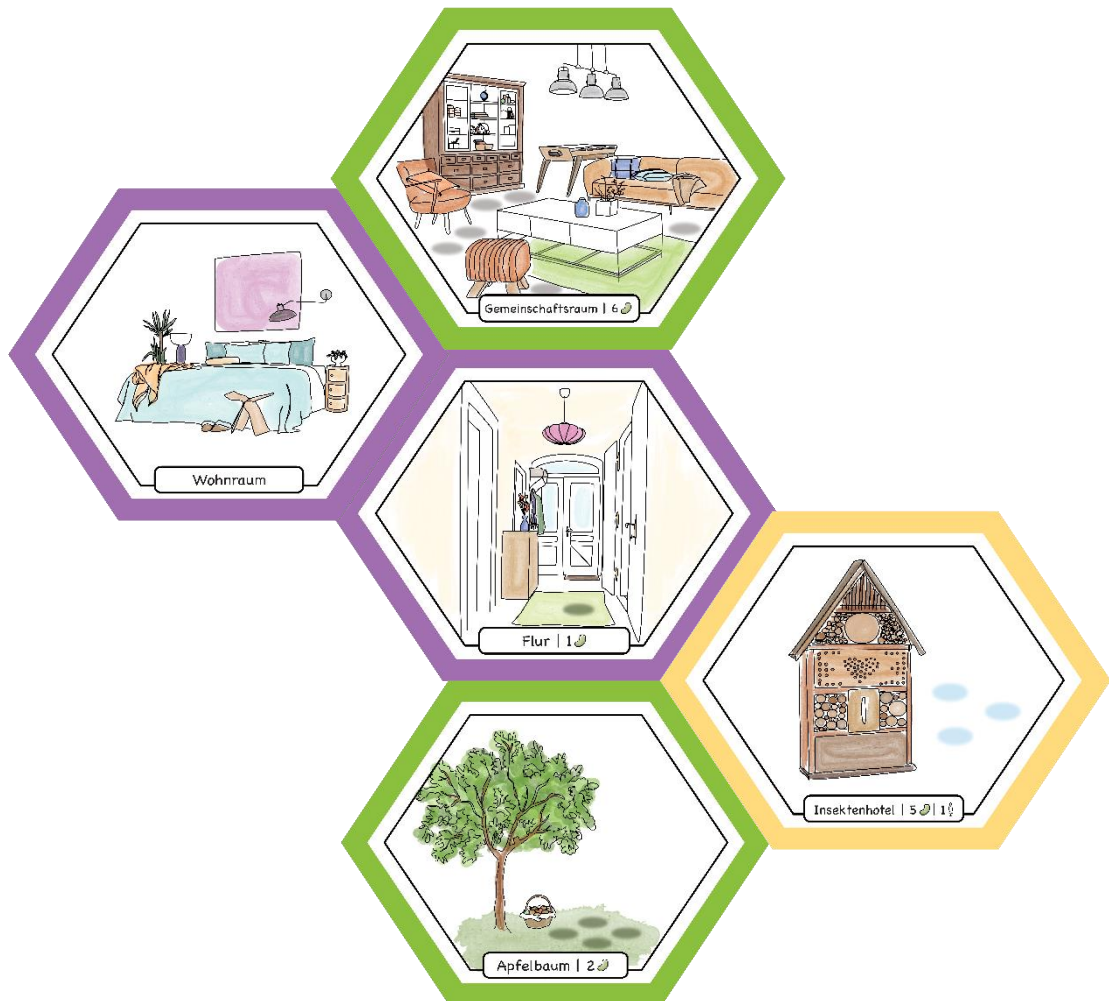 Gemeinschaftsraum | 6
Wohnraum
Flur | 1
Insektenhotel | 5 | 1
Apfelbaum | 2